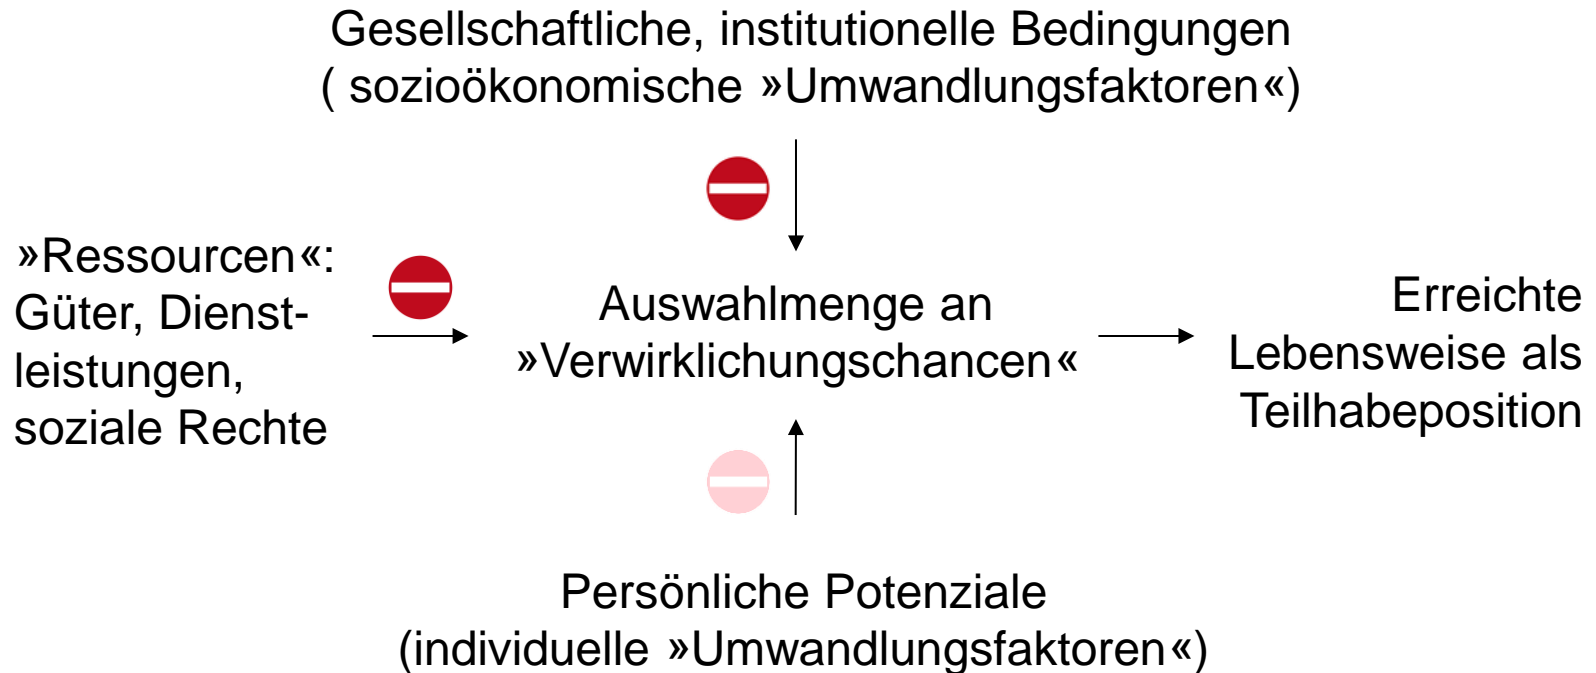 Gesellschaftliche, institutionelle Bedingungen
( sozioökonomische »Umwandlungsfaktoren«)
»Ressourcen«:
Güter, Dienst-
leistungen,
soziale Rechte
Auswahlmenge an
»Verwirklichungschancen«
Erreichte
Lebensweise als
Teilhabeposition
Persönliche Potenziale
(individuelle »Umwandlungsfaktoren«)